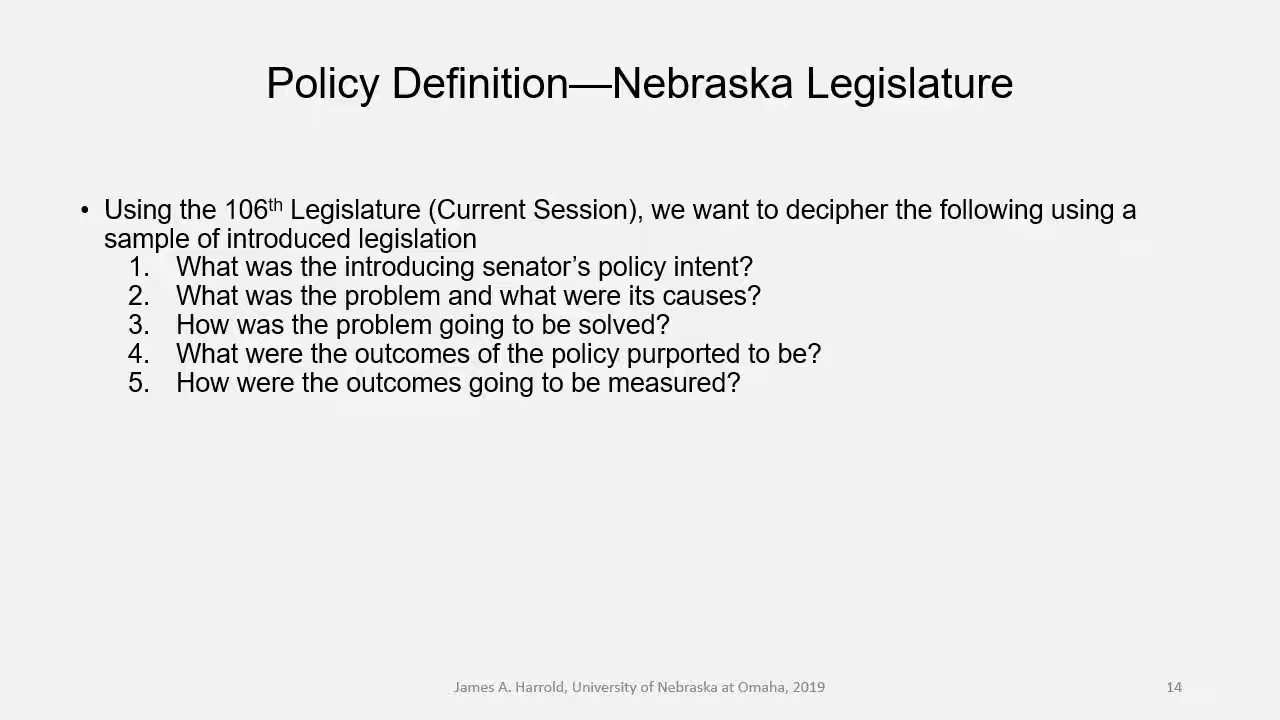 Policy Definition—Nebraska Legislature
• Using the 106th Legislature (Current Session), we want to decipher the following using a
sample of introduced legislation
1. What was the introducing senator’s policy intent?
2. What was the problem and what were its causes?
3. How was the problem going to be solved?
4. What were the outcomes of the policy purported to be?
5. How were the outcomes going to be measured?
James A. Harrold, University of Nebraska at Omaha, 2019
14